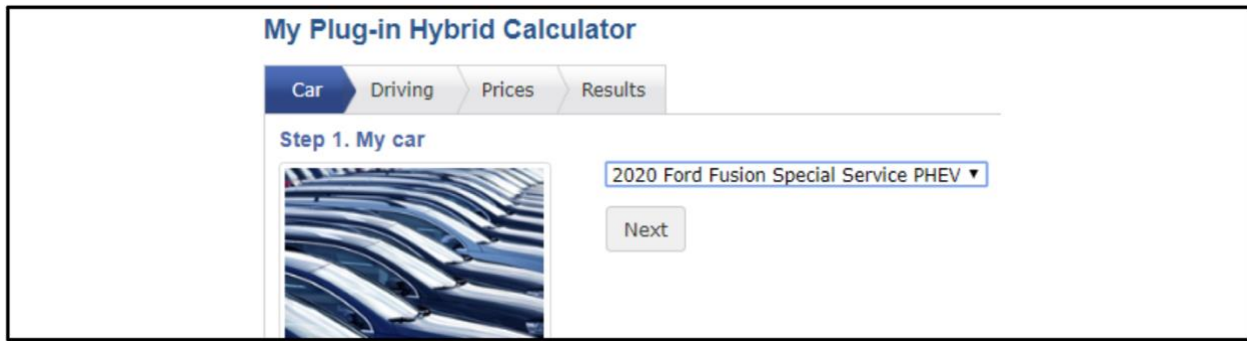 My Plug-in Hybrid Calculator
Car Driving Prices Results
Step 1. My car
2020 Ford Fusion Special Service PHEV
Next